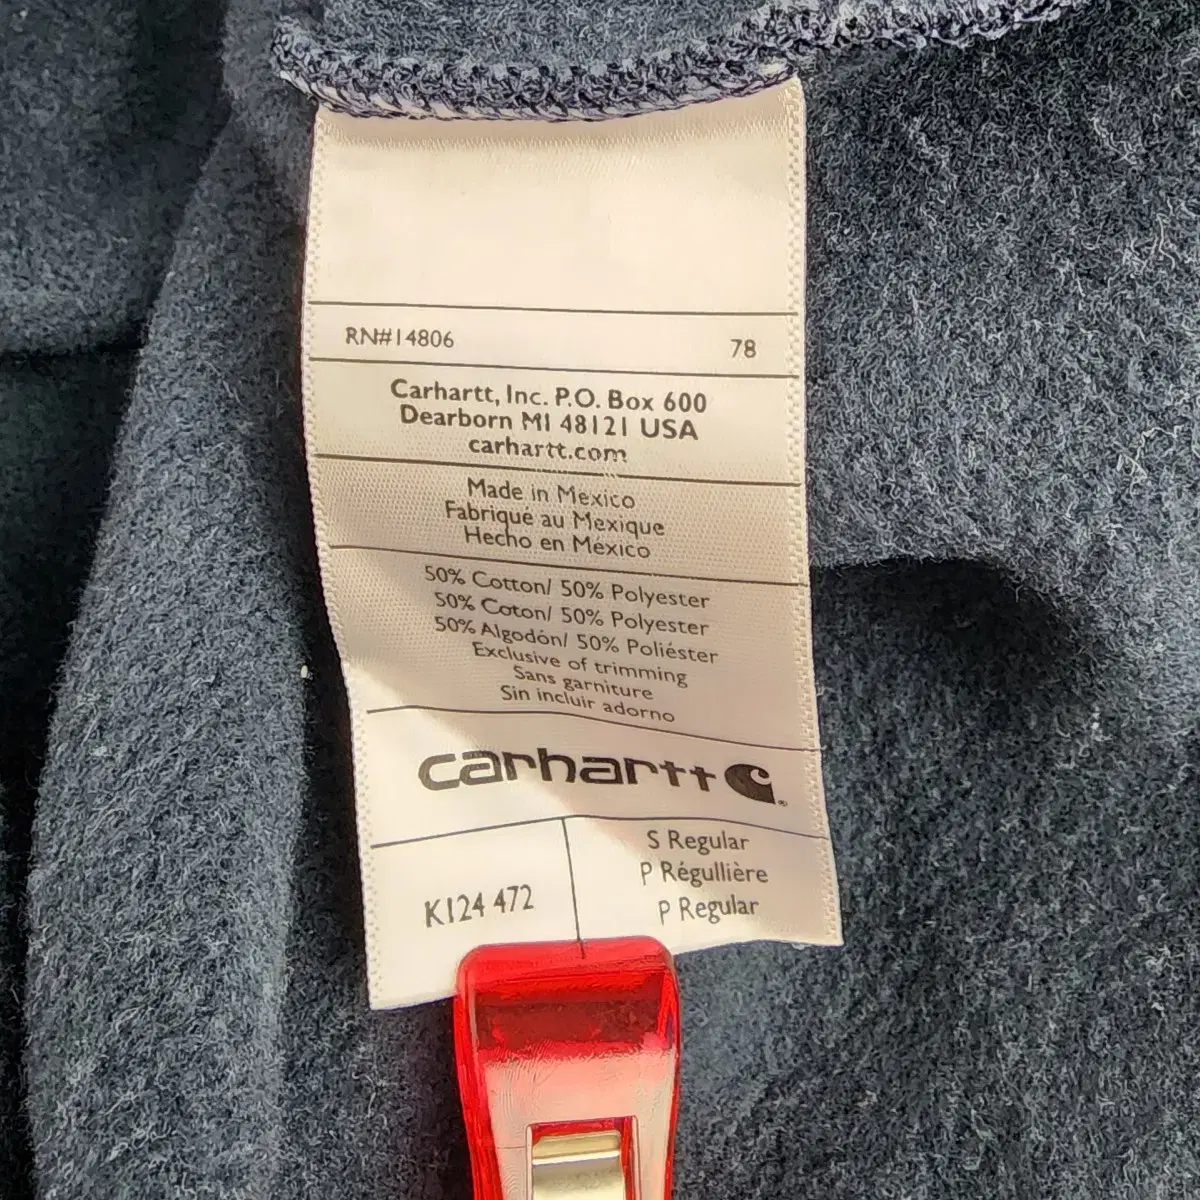 RN#14806 78
Carhartt, Inc. P.O. Box 600
Dearborn MI 48121 USA
carhartt.com
Made in Mexico
Fabriqué au Mexique
Hecho en México
50% Cotton/ 50% Polyester
50% Coton/ 50% Polyester
50% Algodón/ 50% Poliéster
Exclusive of trimming
Sans garniture
Sin incluir adorno
carhartt
K124 472
S Regular
P Régullière
P Regular